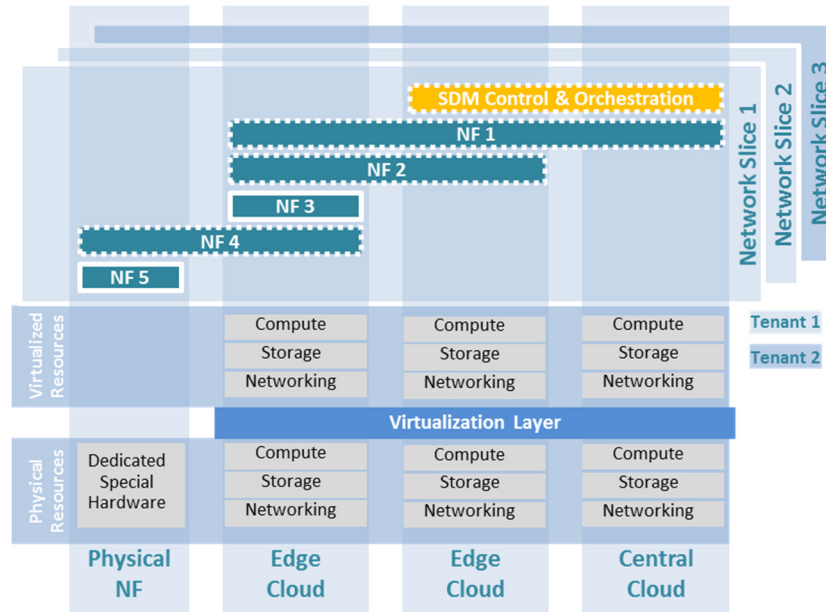 SDM Control & Orchestration
NF 1
NF 2
NF 3
NF 4
NF 5
Network Slice 1
Network Slice 2
Network Slice 3
Virtualized
Resources
Compute
Storage
Networking
Compute
Storage
Networking
Compute
Storage
Networking
Tenant 1
Tenant 2
Virtualization Layer
Physical
Resources
Dedicated
Special
Hardware
Compute
Storage
Networking
Compute
Storage
Networking
Compute
Storage
Networking
Physical
NF
Edge
Cloud
Edge
Cloud
Central
Cloud